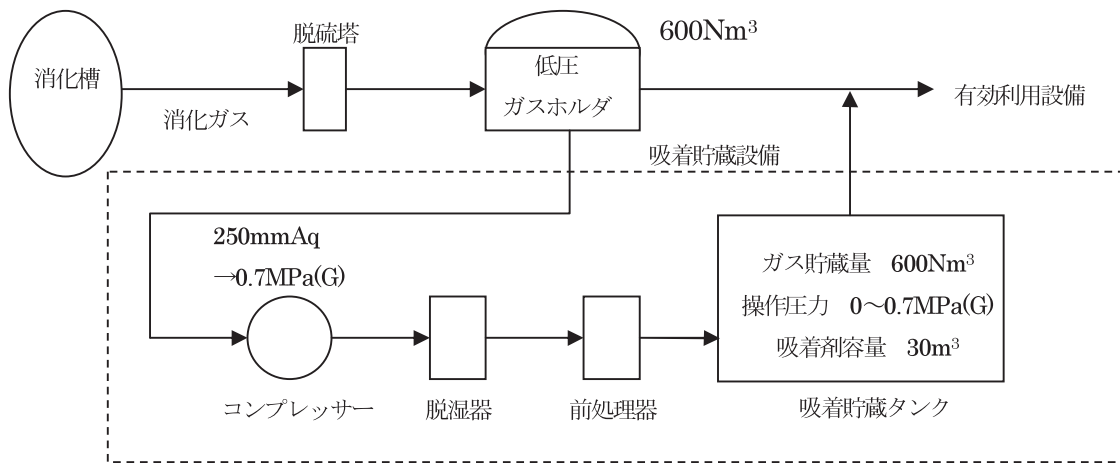 脱硫塔
600Nm³
消化槽
低圧
ガスホルダ
有効利用設備
消化ガス
吸着貯蔵設備
250mmAq
→0.7MPa(G)
ガス貯蔵量 600Nm³
操作圧力 0～0.7MPa(G)
吸着剤容量 30m³
コンプレッサー
脱湿器
前処理器
吸着貯蔵タンク